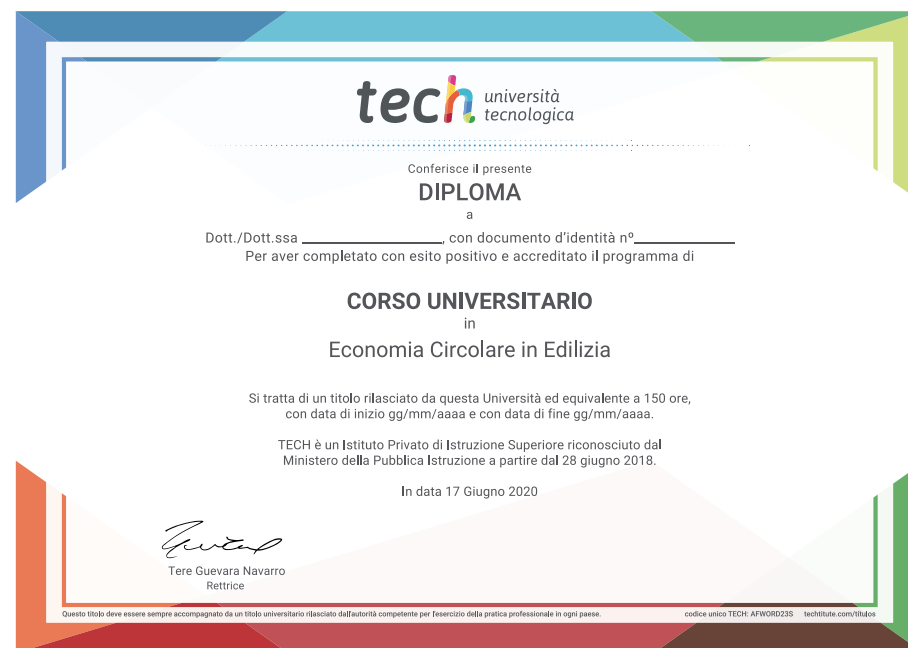 tech università
tecnologica
Conferisce il presente
DIPLOMA
a
Dott./Dott.ssa ____________________, con documento d'identità nº______________
Per aver completato con esito positivo e accreditato il programma di
CORSO UNIVERSITARIO
in
Economia Circolare in Edilizia
Si tratta di un titolo rilasciato da questa Università ed equivalente a 150 ore,
con data di inizio gg/mm/aaaa e con data di fine gg/mm/aaaa.
TECH è un Istituto Privato di Istruzione Superiore riconosciuto dal
Ministero della Pubblica Istruzione a partire dal 28 giugno 2018.
In data 17 Giugno 2020
Tere Guevara Navarro
Rettrice
Questo titolo deve essere sempre accompagnato da un titolo universitario rilasciato dall'autorità competente per l'esercizio della pratica professionale in ogni paese. codice unico TECH: AFWORD23S techtitute.com/titulos